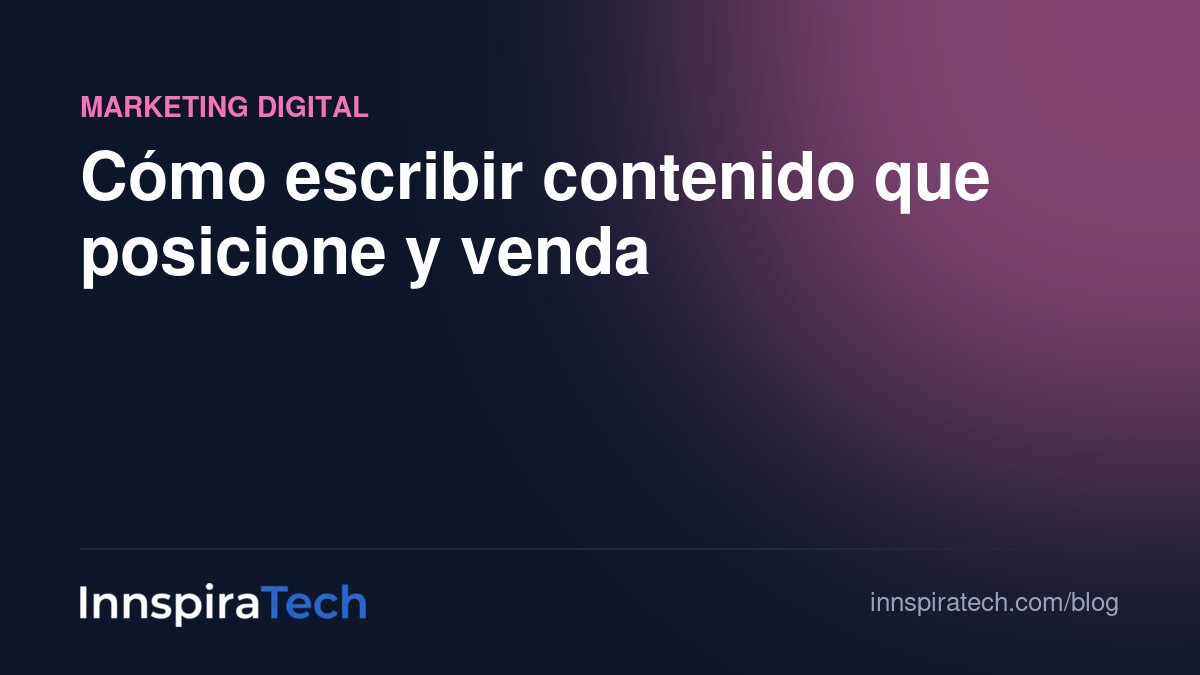 MARKETING DIGITAL
Cómo escribir contenido que
posicione y venda
InnspiraTech
innspiratech.com/blog